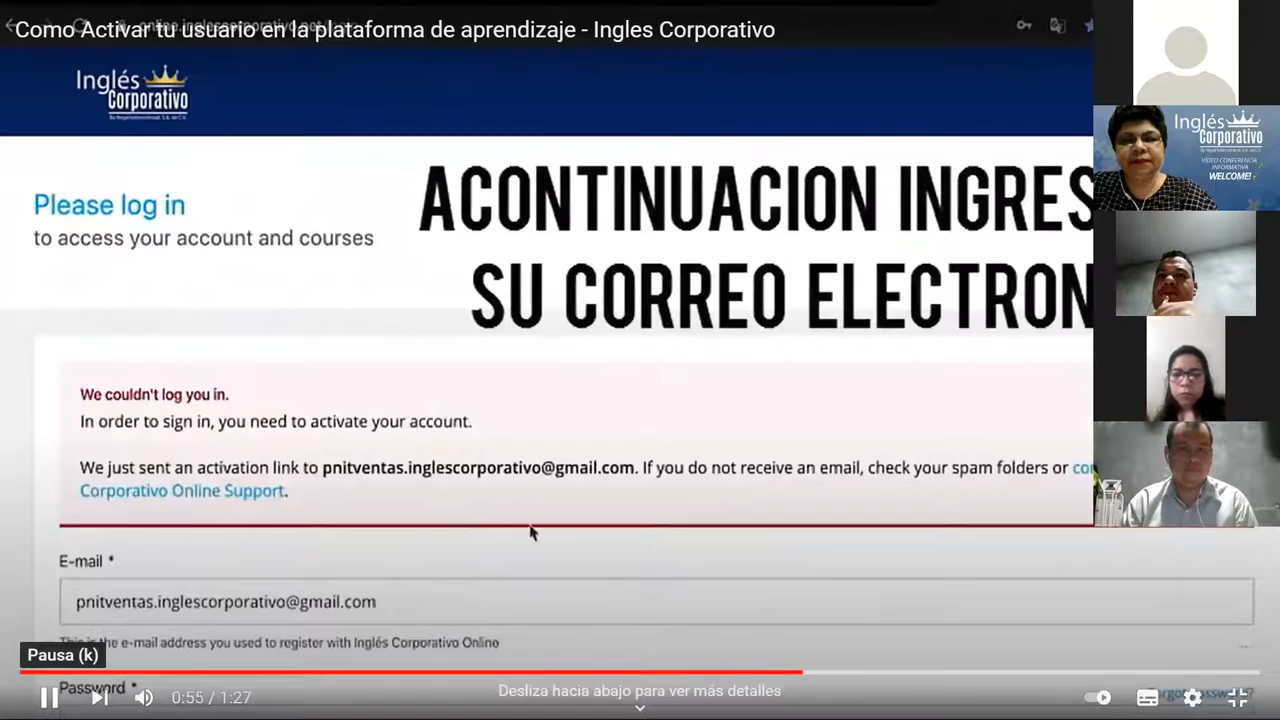 Como Activar tu usuario en la plataforma de aprendizaje - Ingles Corporativo
Inglés
Corporativo
Inglés
Corporativo
VÍDEO CONFERENCIA
INFORMATIVA
WELCOME!
Please log in
to access your account and courses
ACONTINUACION INGRES
SU CORREO ELECTRON
We couldn't log you in.
In order to sign in, you need to activate your account.
We just sent an activation link to pnitventas.inglescorporativo@gmail.com. If you do not receive an email, check your spam folders or
Corporativo Online Support.
E-mail *
pnitventas.inglescorporativo@gmail.com
This is the e-mail address you used to register with Inglés Corporativo Online
Pausa (k)
Password *
0:55 / 1:27
Desliza hacia abajo para ver más detalles